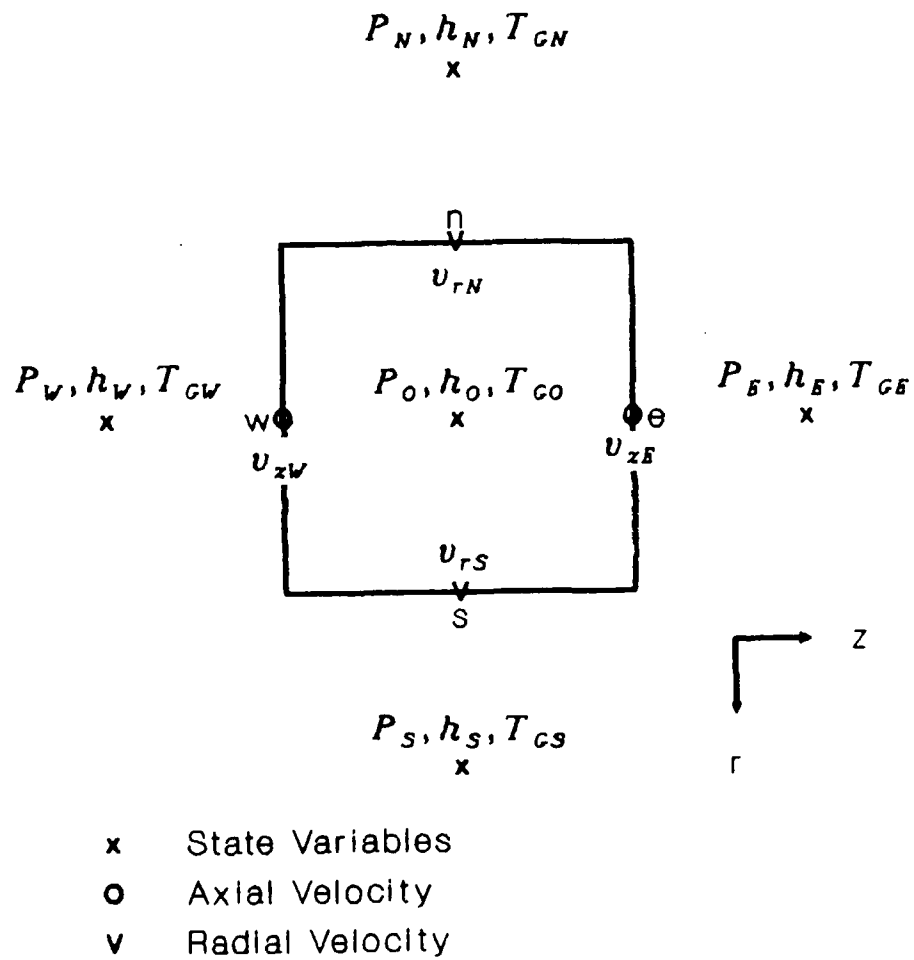 P_N, h_N, T_GN
x
n
v
v_rN
P_W, h_W, T_GW
P_O, h_O, T_GO
P_E, h_E, T_GE
x
w
o
x
o
e
x
v_zW
v_zE
v_rS
v
s
z
P_S, h_S, T_GS
x
r
x State Variables
o Axial Velocity
v Radial Velocity